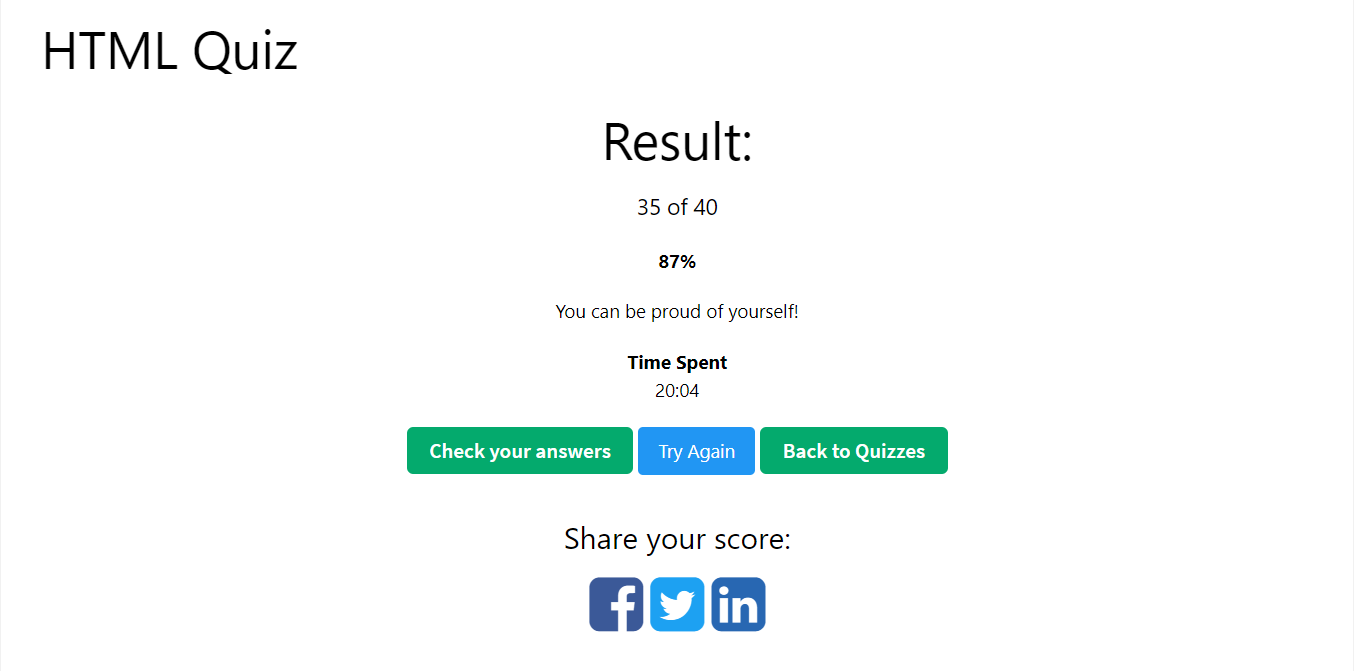 HTML Quiz
Result:
35 of 40
87%
You can be proud of yourself!
Time Spent
20:04
Check your answers Try Again Back to Quizzes
Share your score: